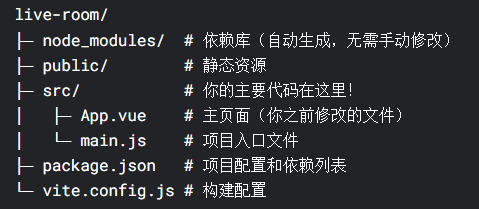 live-room/
├─ node_modules/  # 依赖库（自动生成，无需手动修改）
├─ public/        # 静态资源
├─ src/           # 你的主要代码在这里!
│   ├─ App.vue    # 主页面（你之前修改的文件）
│   └─ main.js    # 项目入口文件
├─ package.json   # 项目配置和依赖列表
└─ vite.config.js # 构建配置